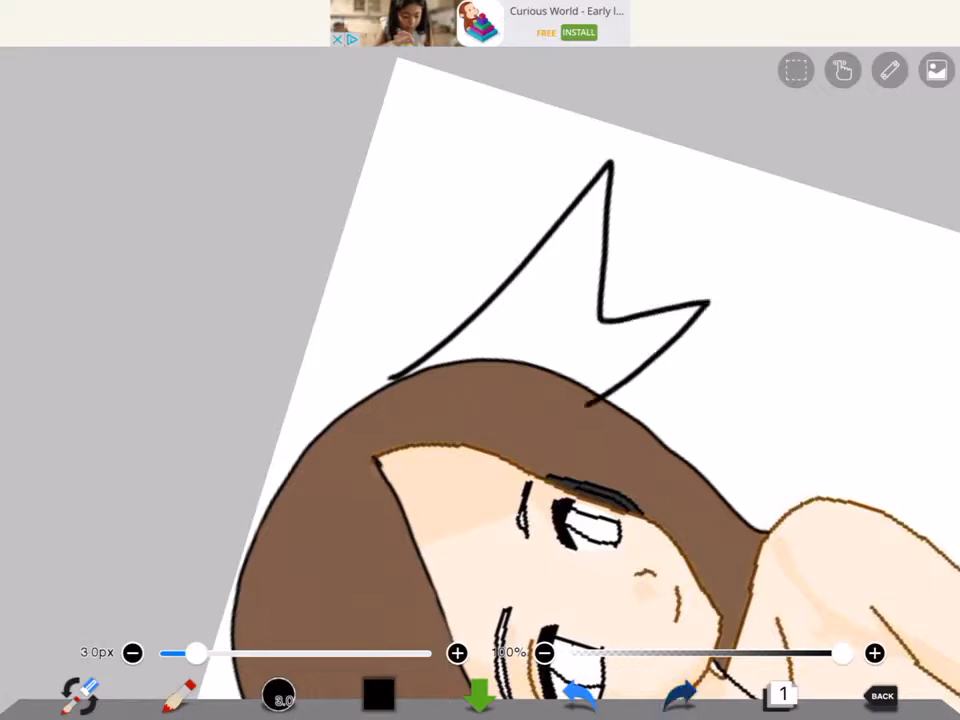 Curious World - Early l...
FREE INSTALL
3.0px
100%
3.0
1
BACK